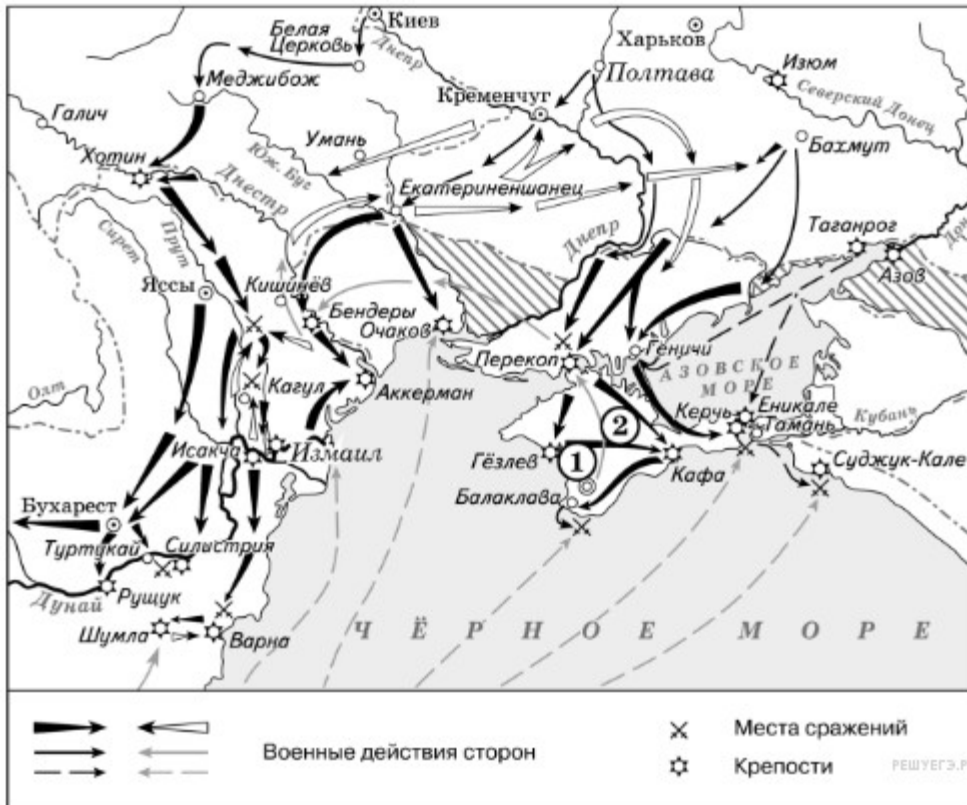 Киев
Белая
Церковь
Днепр
Харьков
Полтава
Изюм
Меджибож
Северский Донец
Галич
Кременчуг
Умань
Бахмут
Хотин
Юж. Буг
Днестр
Екатериненшанец
Днепр
Таганрог
Дон
Азов
Сирет
Прут
Яссы
Кишинёв
Бендеры
Очаков
Перекоп
Геничи
АЗОВСКОЕ
МОРЕ
Олт
Кагул
Аккерман
Керчь
Еникале
Тамань
Кубань
Исакча
Измаил
2
1
Гёзлев
Кафа
Суджук-Кале
Балаклава
Бухарест
Туртукай
Силистрия
Дунай
Рущук
Шумла
Варна
ЧЁРНОЕ МОРЕ
Военные действия сторон
Места сражений
Крепости
РЕШУЕГЭ.Р